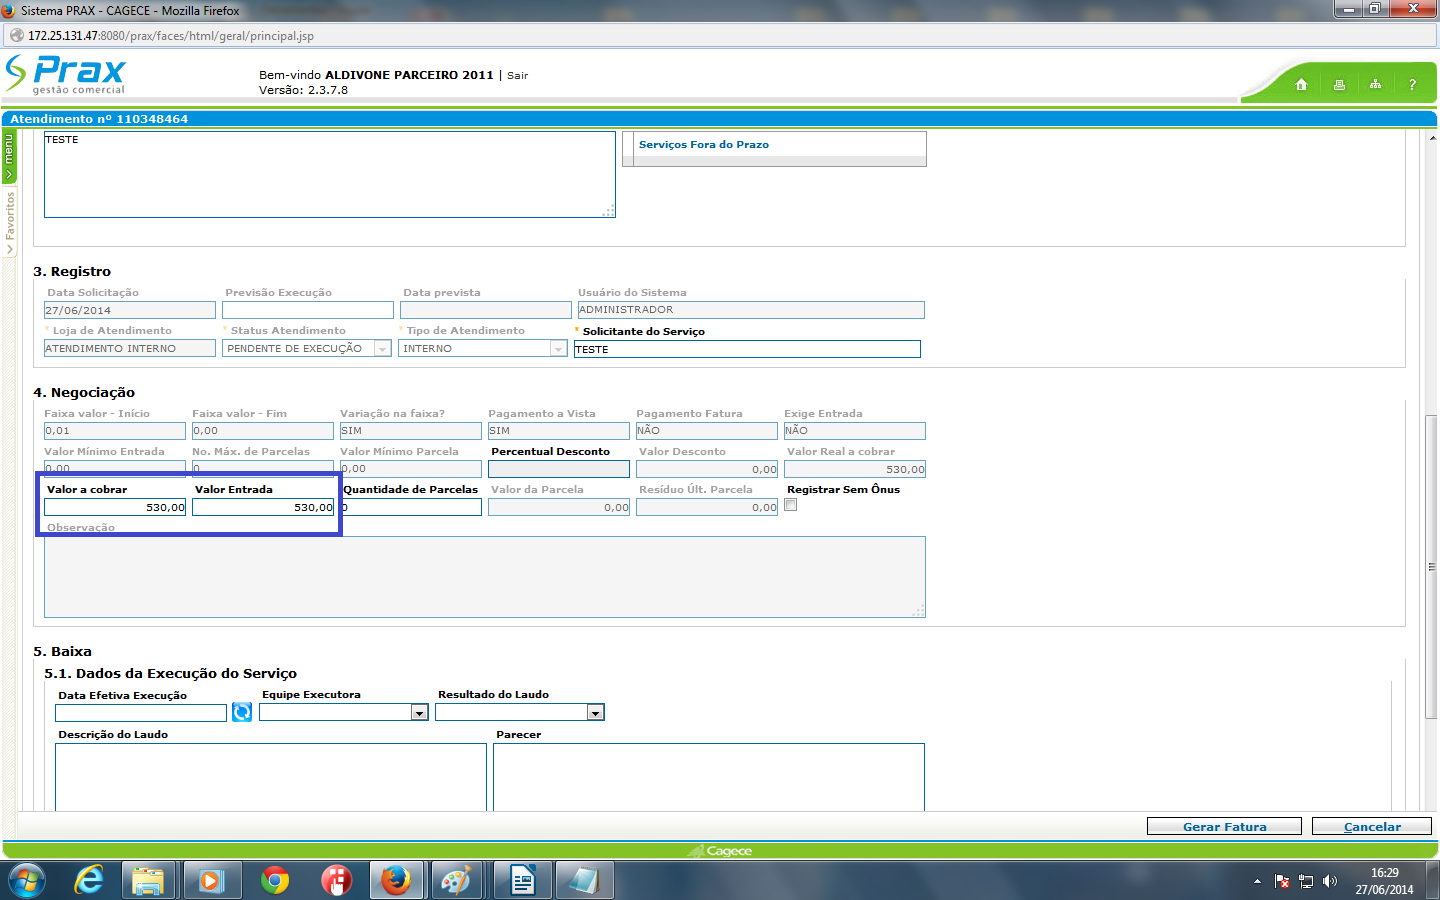 Sistema PRAX - CAGECE - Mozilla Firefox
172.25.131.47:8080/prax/faces/html/geral/principal.jsp
Prax
gestão comercial
Bem-vindo ALDIVONE PARCEIRO 2011 | Sair
Versão: 2.3.7.8
?
Atendimento nº 110348464
menu
Favoritos
TESTE
Serviços Fora do Prazo
3. Registro
Data Solicitação Previsão Execução Data prevista Usuário do Sistema
27/06/2014 ADMINISTRADOR
* Loja de Atendimento * Status Atendimento * Tipo de Atendimento * Solicitante do Serviço
ATENDIMENTO INTERNO PENDENTE DE EXECUÇÃO INTERNO TESTE
4. Negociação
Faixa valor - Início Faixa valor - Fim Variação na faixa? Pagamento a Vista Pagamento Fatura Exige Entrada
0,01 0,00 SIM SIM NÃO NÃO
Valor Mínimo Entrada No. Máx. de Parcelas Valor Mínimo Parcela Percentual Desconto Valor Desconto Valor Real a cobrar
0,00 0 0,00 0,00 530,00
Valor a cobrar Valor Entrada Quantidade de Parcelas Valor da Parcela Resíduo Últ. Parcela Registrar Sem Ônus
530,00 530,00 0 0,00 0,00
Observação
5. Baixa
5.1. Dados da Execução do Serviço
Data Efetiva Execução Equipe Executora Resultado do Laudo
Descrição do Laudo Parecer
Gerar Fatura Cancelar
Cagece
16:29
27/06/2014